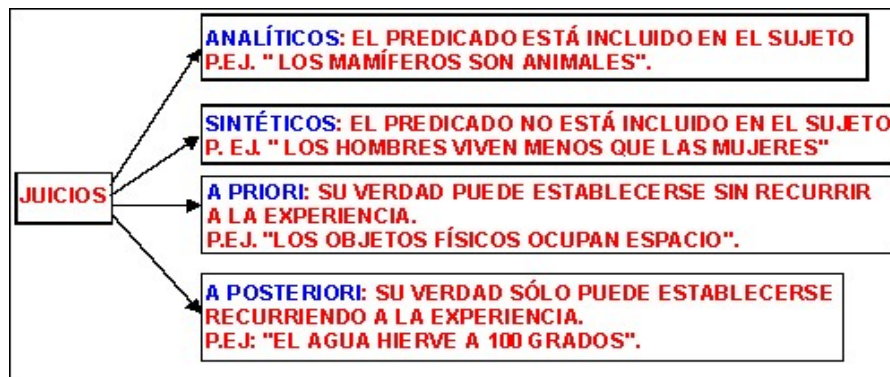 ANALÍTICOS: EL PREDICADO ESTÁ INCLUIDO EN EL SUJETO
P.EJ. " LOS MAMÍFEROS SON ANIMALES".
SINTÉTICOS: EL PREDICADO NO ESTÁ INCLUIDO EN EL SUJETO
P. EJ. " LOS HOMBRES VIVEN MENOS QUE LAS MUJERES"
JUICIOS
A PRIORI: SU VERDAD PUEDE ESTABLECERSE SIN RECURRIR
A LA EXPERIENCIA.
P.EJ. "LOS OBJETOS FÍSICOS OCUPAN ESPACIO".
A POSTERIORI: SU VERDAD SÓLO PUEDE ESTABLECERSE
RECURRIENDO A LA EXPERIENCIA.
P.EJ: "EL AGUA HIERVE A 100 GRADOS".